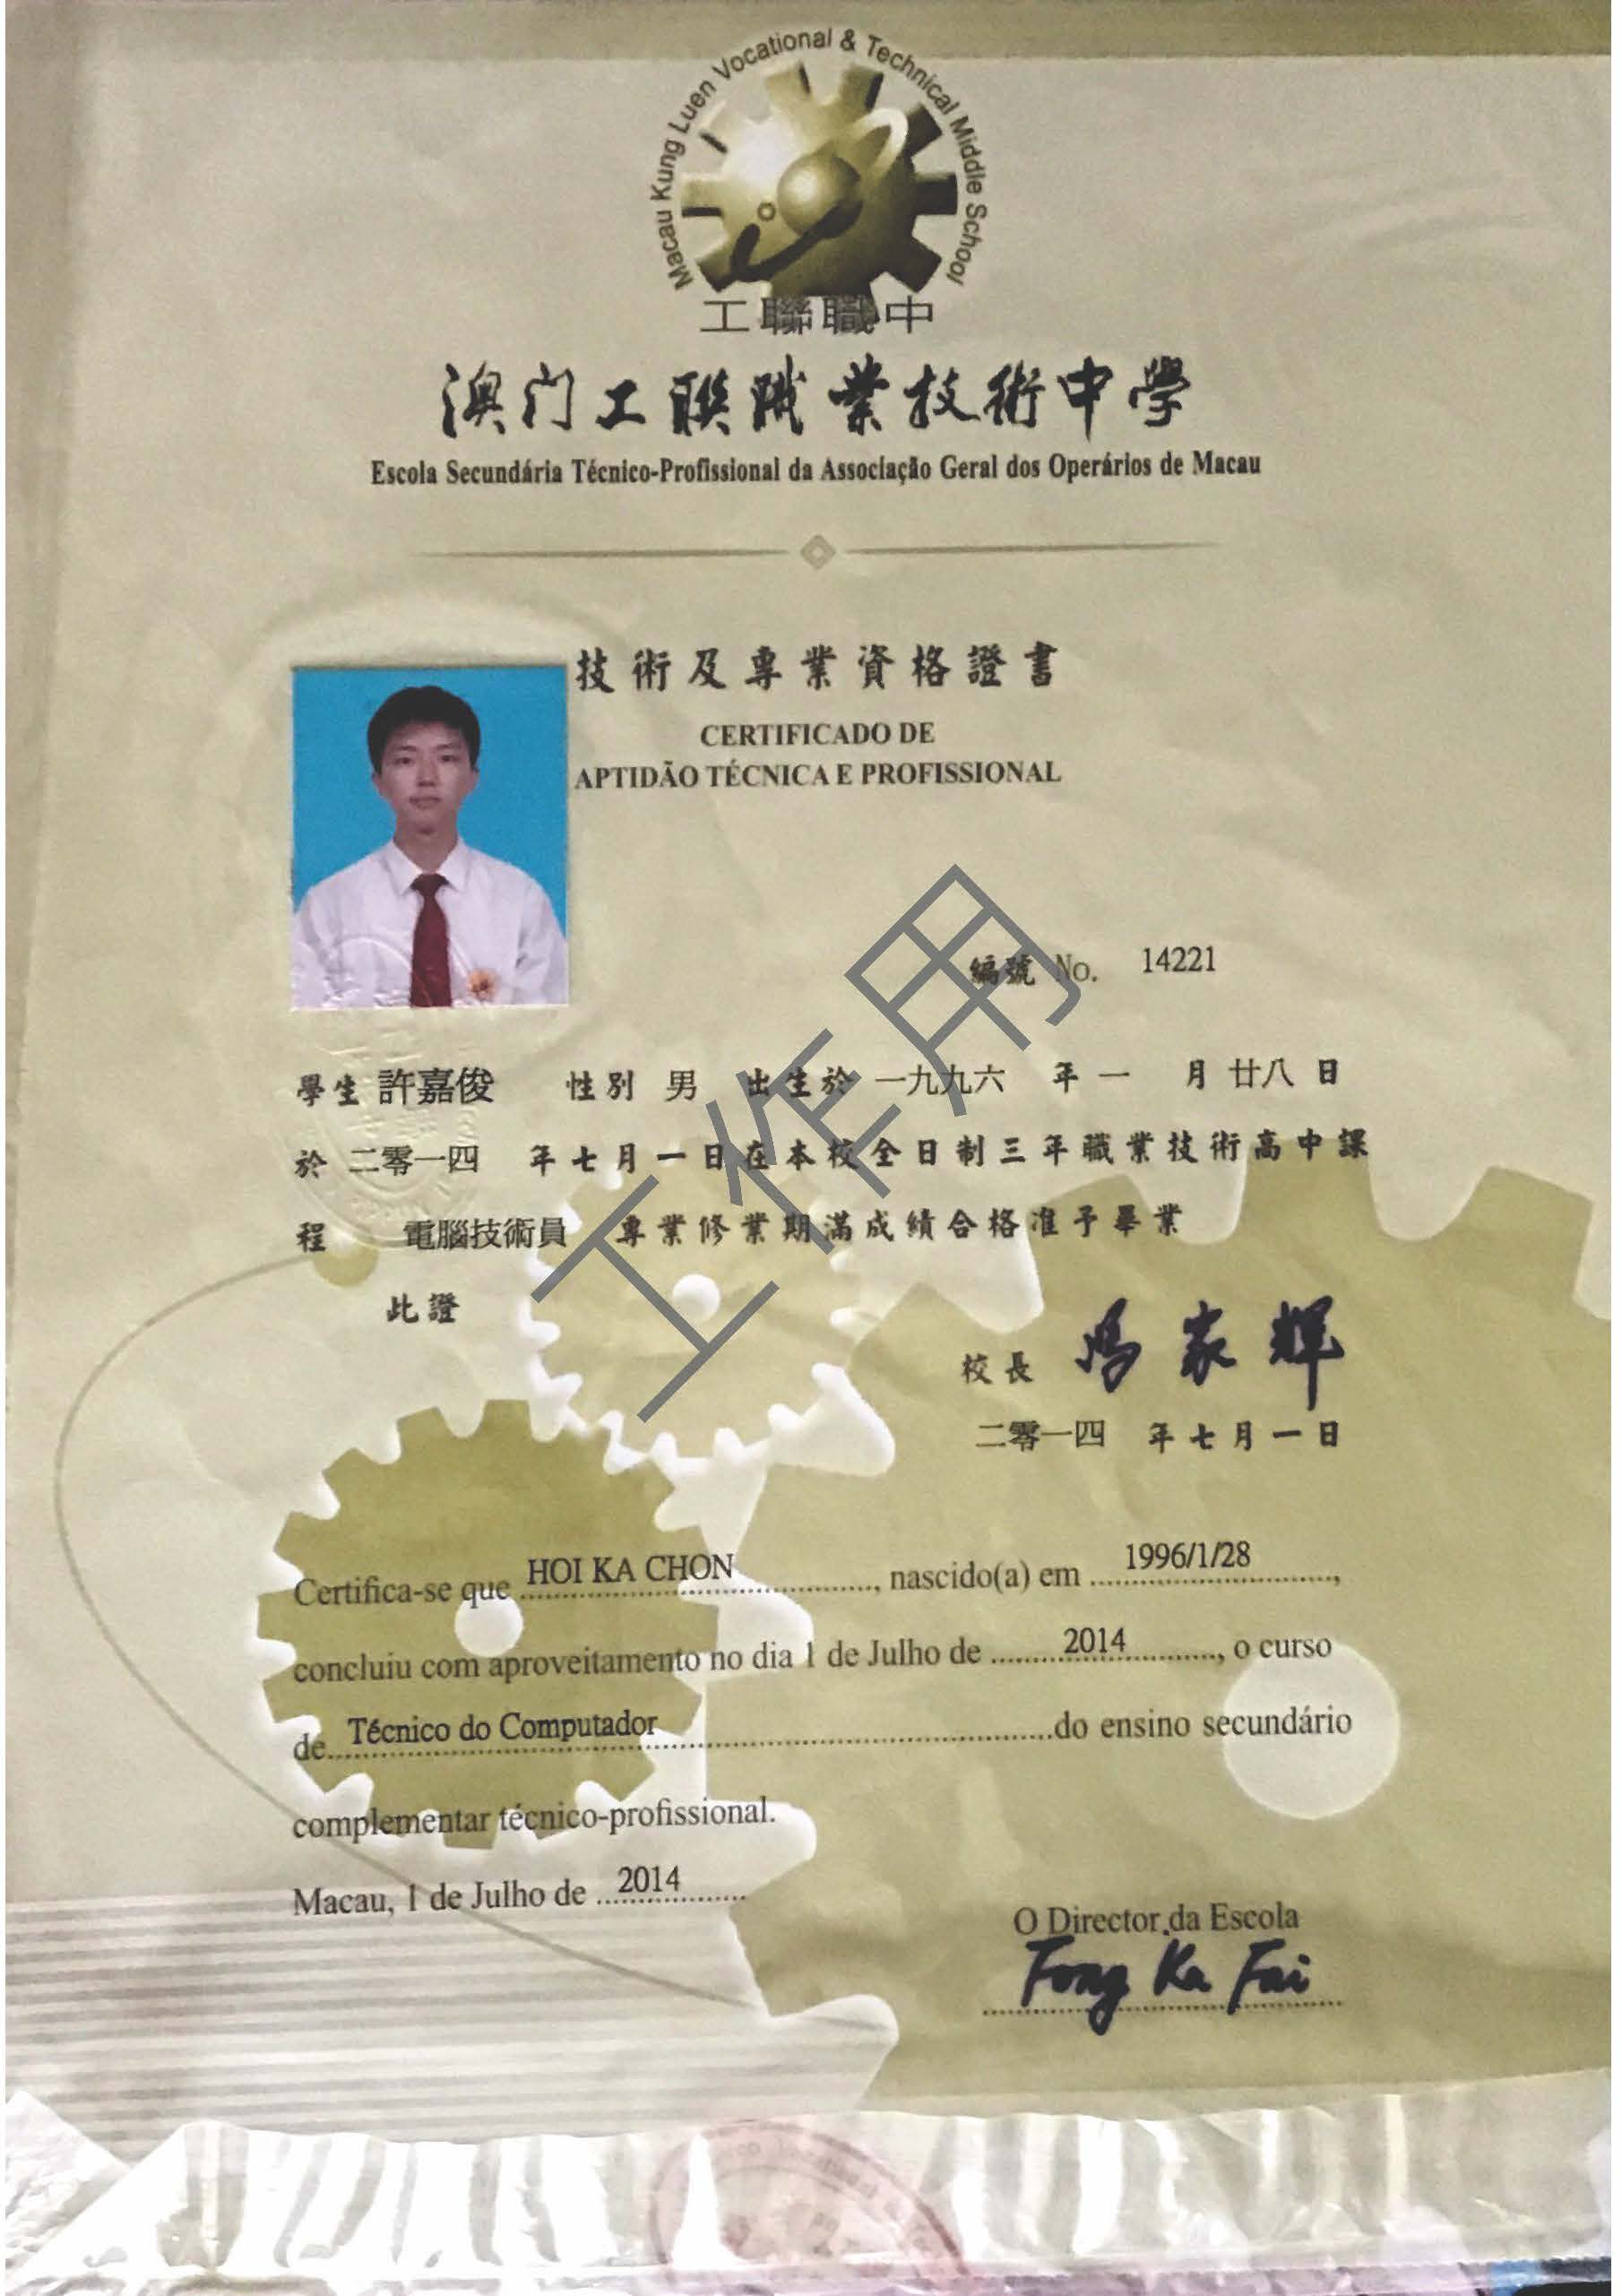 Macau Kung Luen Vocational & Technical Middle School
工聯職中
澳门工联职業技術中學
Escola Secundária Técnico-Profissional da Associação Geral dos Operários de Macau
技術及專業資格證書
CERTIFICADO DE
APTIDÃO TÉCNICA E PROFISSIONAL
編號 No. 14221
學生 許嘉俊 性別 男 出生於 一九九六 年 一 月 廿八 日
於 二零一四 年七月一日在本校全日制三年職業技術高中課
程 電腦技術員 專業修業期滿成績合格准予畢業
此證
校長 馮家輝
二零一四 年七月一日
Certifica-se que HOI KA CHON, nascido(a) em 1996/1/28,
concluiu com aproveitamento no dia 1 de Julho de 2014, o curso
de Técnico do Computador do ensino secundário
complementar técnico-profissional.
Macau, 1 de Julho de 2014
O Director da Escola
Fong Ka Fai
工作用